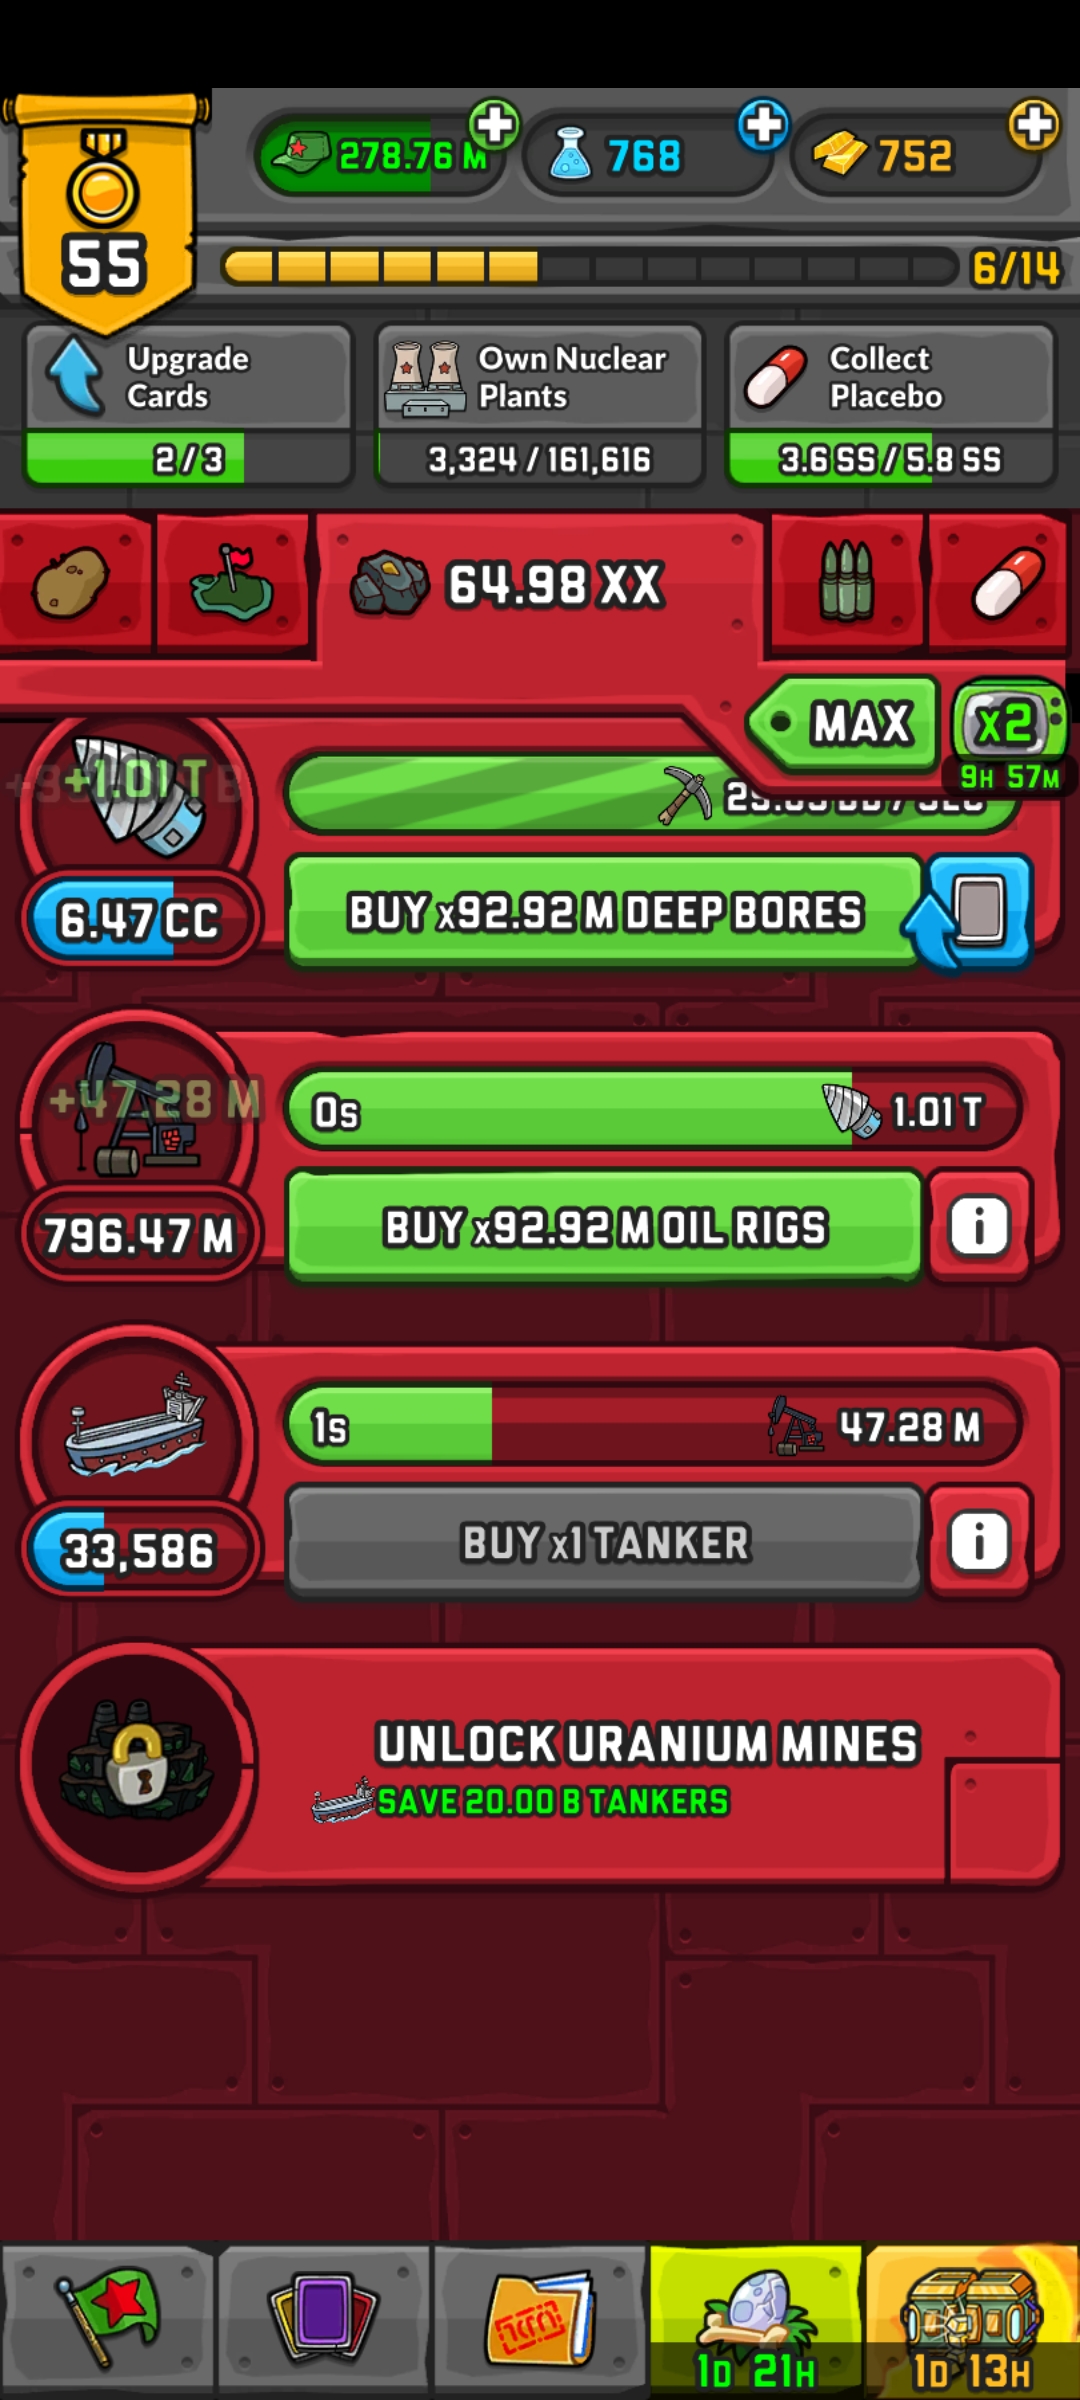 278.76 M
768
752
55
6/14
Upgrade
Cards
2/3
Own Nuclear
Plants
3,324/161,616
Collect
Placebo
3.6 SS/5.8 SS
64.98 XX
MAX
x2
9H 57M
+1.01 T
6.47 CC
BUY x92.92 M DEEP BORES
+47.28 M
0s
1.01 T
796.47 M
BUY x92.92 M OIL RIGS
i
1s
47.28 M
33,586
BUY x1 TANKER
i
UNLOCK URANIUM MINES
SAVE 20.00 B TANKERS
1D 21H
1D 13H